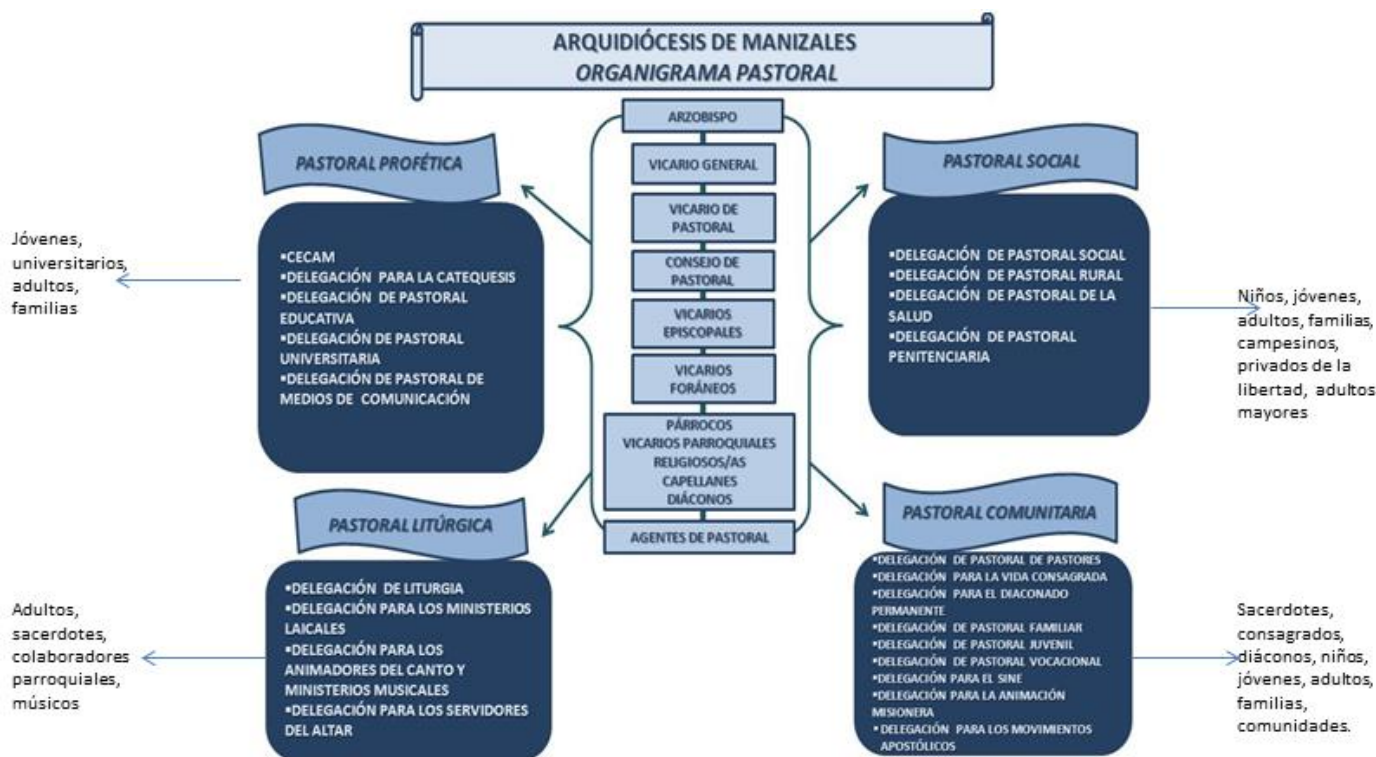 ARQUIDIÓCESIS DE MANIZALES
ORGANIGRAMA PASTORAL
ARZOBISPO
VICARIO GENERAL
VICARIO DE
PASTORAL
CONSEJO DE
PASTORAL
VICARIOS
EPISCOPALES
VICARIOS
FORÁNEOS
PÁRROCOS
VICARIOS PARROQUIALES
RELIGIOSOS/AS
CAPELLANES
DIÁCONOS
AGENTES DE PASTORAL
PASTORAL PROFÉTICA
▪CECAM
▪DELEGACIÓN PARA LA CATEQUESIS
▪DELEGACIÓN DE PASTORAL
EDUCATIVA
▪DELEGACIÓN DE PASTORAL
UNIVERSITARIA
▪DELEGACIÓN DE PASTORAL DE
MEDIOS DE COMUNICACIÓN
Jóvenes,
universitarios,
adultos,
familias
PASTORAL SOCIAL
▪DELEGACIÓN DE PASTORAL SOCIAL
▪DELEGACIÓN DE PASTORAL RURAL
▪DELEGACIÓN DE PASTORAL DE LA
SALUD
▪DELEGACIÓN DE PASTORAL
PENITENCIARIA
Niños, jóvenes,
adultos, familias,
campesinos,
privados de la
libertad, adultos
mayores
PASTORAL LITÚRGICA
▪DELEGACIÓN DE LITURGIA
▪DELEGACIÓN PARA LOS MINISTERIOS
LAICALES
▪DELEGACIÓN PARA LOS
ANIMADORES DEL CANTO Y
MINISTERIOS MUSICALES
▪DELEGACIÓN PARA LOS SERVIDORES
DEL ALTAR
Adultos,
sacerdotes,
colaboradores
parroquiales,
músicos
PASTORAL COMUNITARIA
▪DELEGACIÓN DE PASTORAL DE PASTORES
▪DELEGACIÓN PARA LA VIDA CONSAGRADA
▪DELEGACIÓN PARA EL DIACONADO
PERMANENTE
▪DELEGACIÓN DE PASTORAL FAMILIAR
▪DELEGACIÓN DE PASTORAL JUVENIL
▪DELEGACIÓN DE PASTORAL VOCACIONAL
▪DELEGACIÓN PARA EL SINE
▪DELEGACIÓN PARA LA ANIMACIÓN
MISIONERA
▪DELEGACIÓN PARA LOS MOVIMIENTOS
APOSTÓLICOS
Sacerdotes,
consagrados,
diáconos, niños,
jóvenes, adultos,
familias,
comunidades.